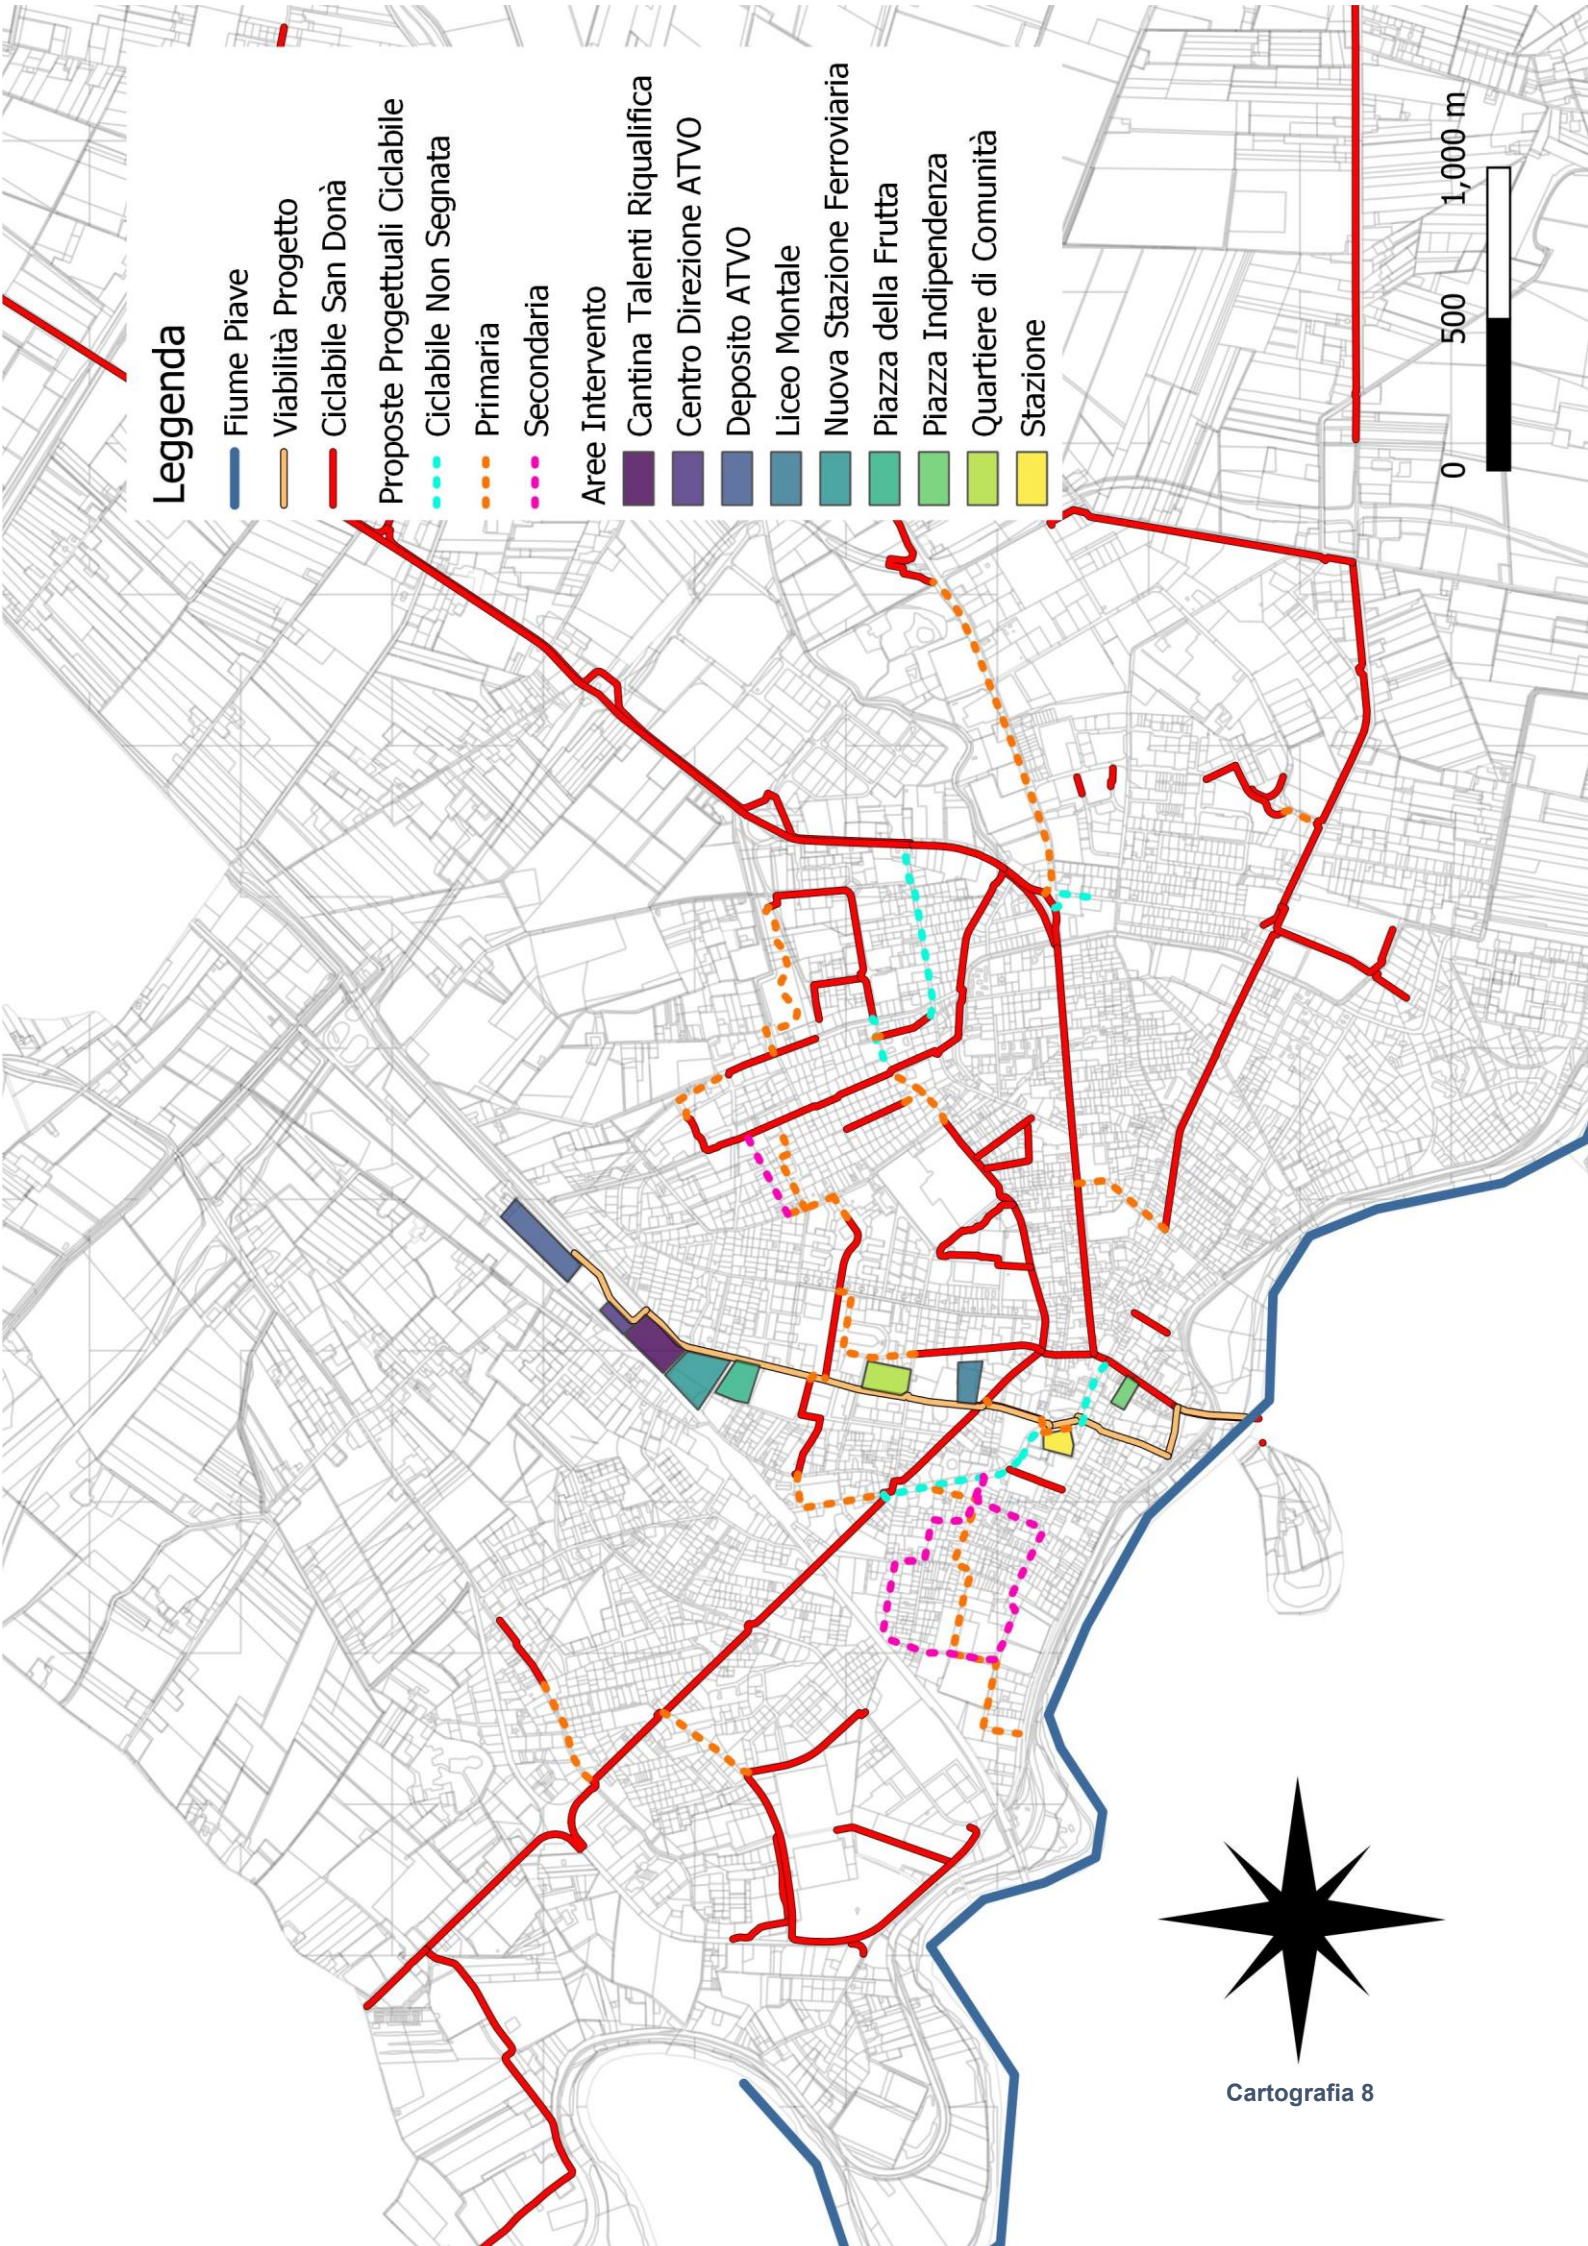 Leggenda
Fiume Piave
Viabilità Progetto
Ciclabile San Donà
Proposte Progettuali Ciclabile
Ciclabile Non Segnata
Primaria
Secondaria
Aree Intervento
Cantina Talenti Riqualifica
Centro Direzione ATVO
Deposito ATVO
Liceo Montale
Nuova Stazione Ferroviaria
Piazza della Frutta
Piazza Indipendenza
Quartiere di Comunità
Stazione
0 500 1,000 m
Cartografia 8